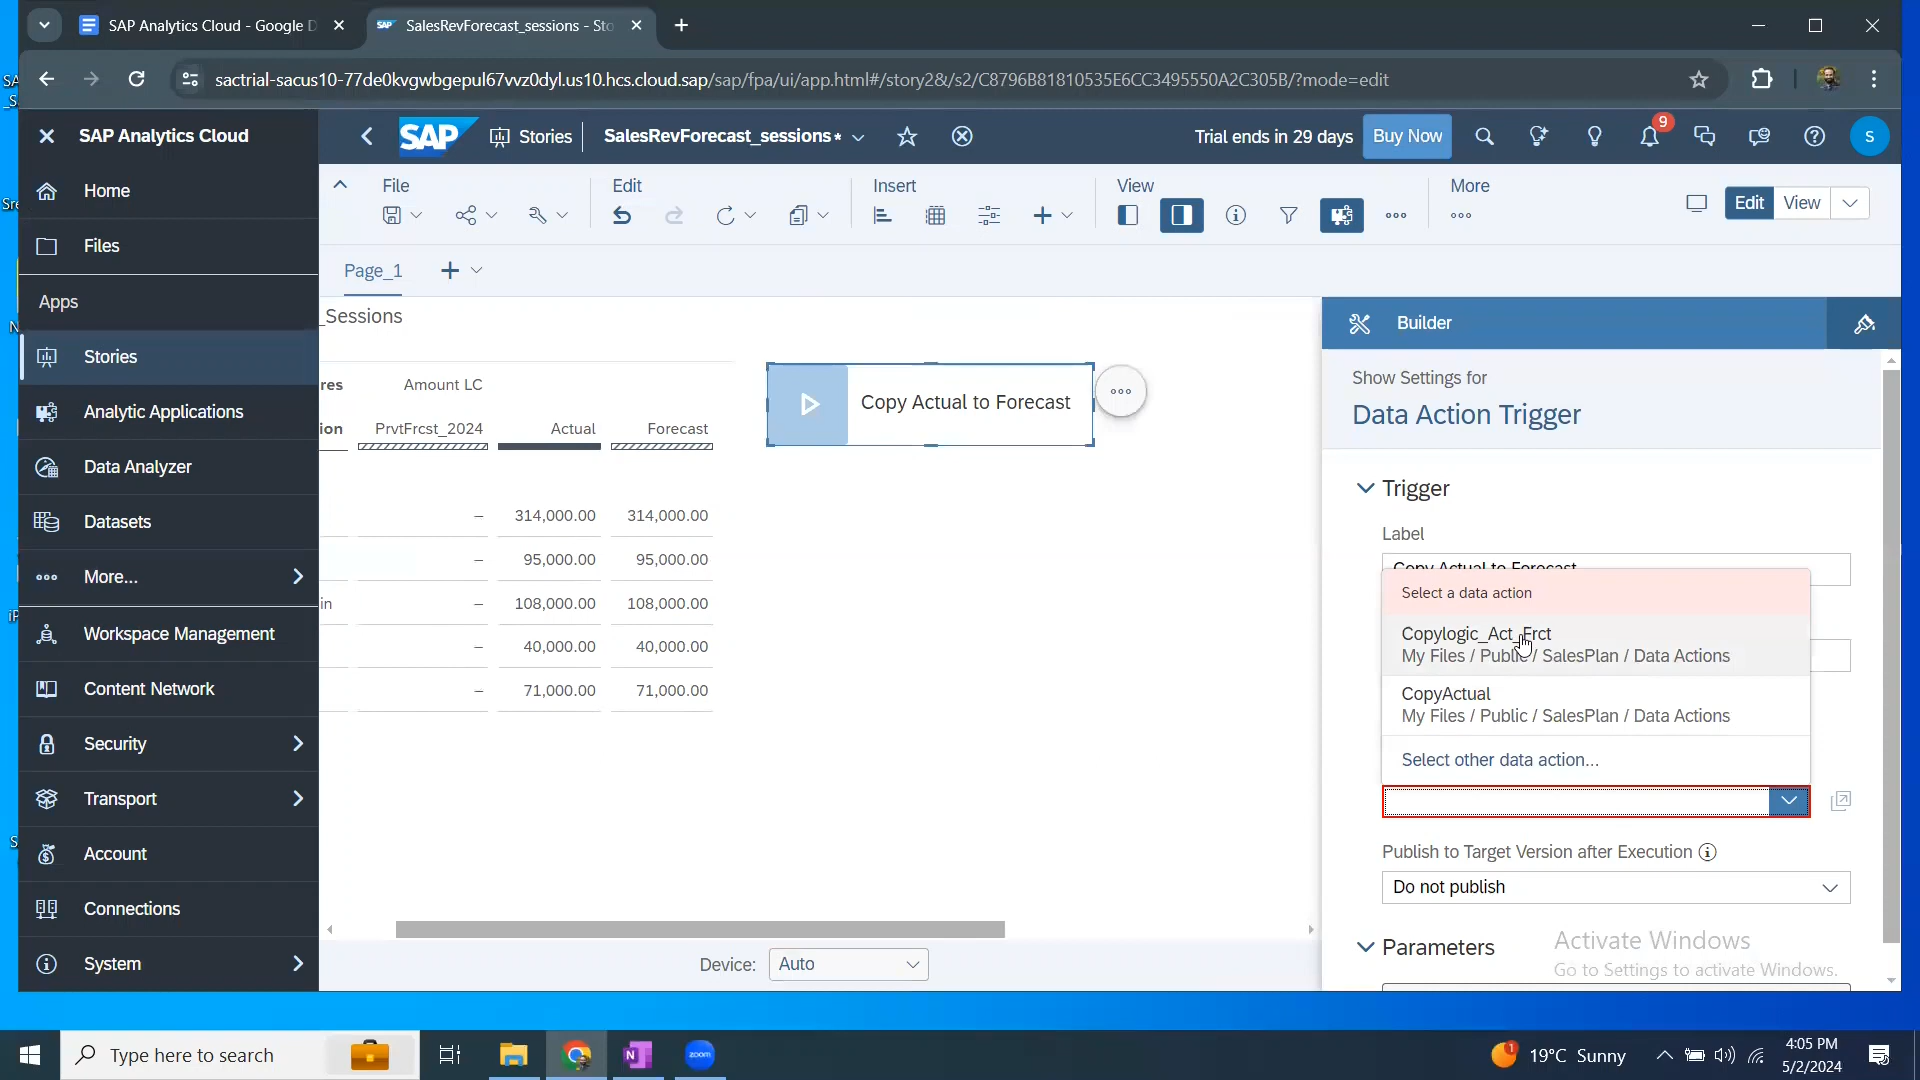 SAP Analytics Cloud - Google D
SalesRevForecast_sessions - Sto
sactrial-sacus10-77de0kvgwbgepul67vvz0dyl.us10.hcs.cloud.sap/sap/fpa/ui/app.html#/story2&/s2/C8796B81810535E6CC3495550A2C305B/?mode=edit
SAP Analytics Cloud
SAP
Stories
SalesRevForecast_sessions*
Trial ends in 29 days
Buy Now
9
S
Home
Files
Apps
Stories
Analytic Applications
Data Analyzer
Datasets
More...
Workspace Management
Content Network
Security
Transport
Account
Connections
System
File
Edit
Insert
View
More
Edit
View
Page_1
_Sessions
res
Amount LC
ion
PrvtFrcst_2024
Actual
Forecast
– 314,000.00 314,000.00
– 95,000.00 95,000.00
in – 108,000.00 108,000.00
– 40,000.00 40,000.00
– 71,000.00 71,000.00
Copy Actual to Forecast
Device:
Auto
Builder
Show Settings for
Data Action Trigger
Trigger
Label
Copy Actual to Forecast
Select a data action
Copylogic_Act_Frct
My Files / Public / SalesPlan / Data Actions
CopyActual
My Files / Public / SalesPlan / Data Actions
Select other data action...
Publish to Target Version after Execution
Do not publish
Parameters
Activate Windows
Go to Settings to activate Windows.
Type here to search
zoom
1
19°C Sunny
4:05 PM
5/2/2024